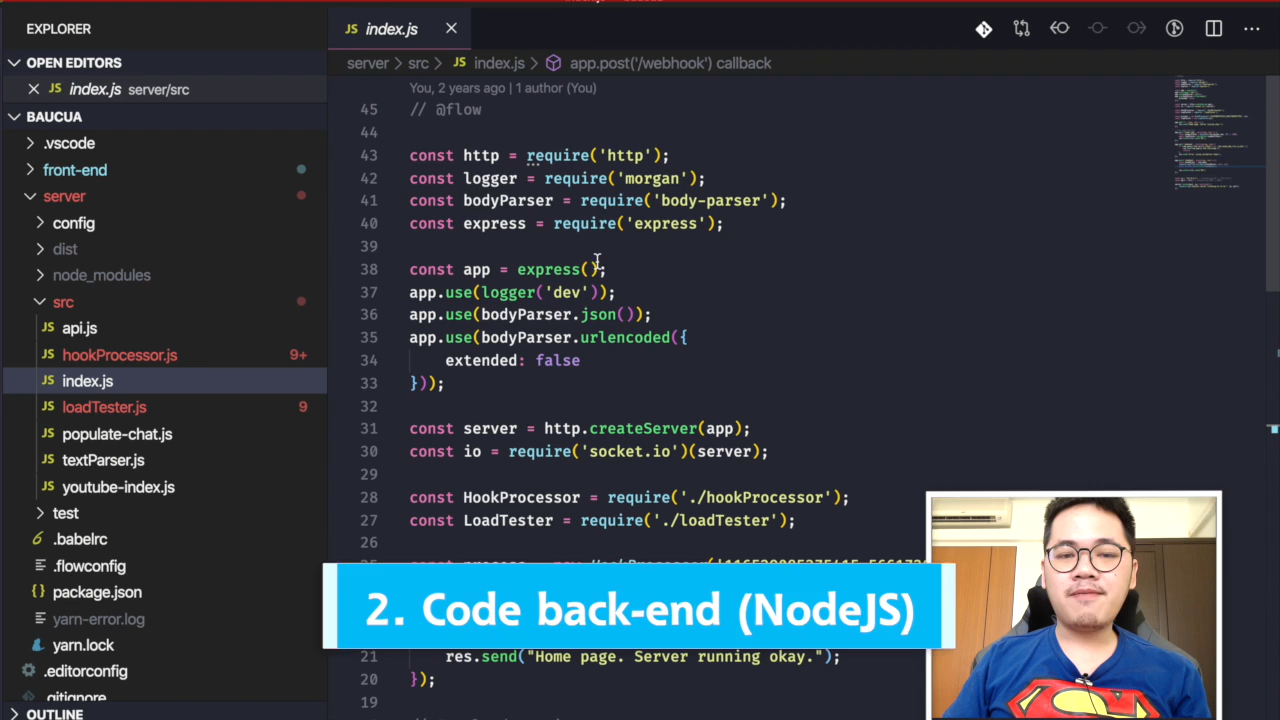 EXPLORER
OPEN EDITORS
JS index.js server/src
BAUCUA
.vscode
front-end
server
config
dist
node_modules
src
JS api.js
JS hookProcessor.js 9+
JS index.js
JS loadTester.js 9
JS populate-chat.js
JS textParser.js
JS youtube-index.js
test
.babelrc
.flowconfig
{} package.json
yarn-error.log
yarn.lock
.editorconfig
.gitignore
OUTLINE
JS index.js
server > src > JS index.js > app.post('/webhook') callback
You, 2 years ago | 1 author (You)
45 // @flow
44
43 const http = require('http');
42 const logger = require('morgan');
41 const bodyParser = require('body-parser');
40 const express = require('express');
39
38 const app = express();
37 app.use(logger('dev'));
36 app.use(bodyParser.json());
35 app.use(bodyParser.urlencoded({
34 extended: false
33 }));
32
31 const server = http.createServer(app);
30 const io = require('socket.io')(server);
29
28 const HookProcessor = require('./hookProcessor');
27 const LoadTester = require('./loadTester');
26
2. Code back-end (NodeJS)
21 res.send("Home page. Server running okay.");
20 });
19